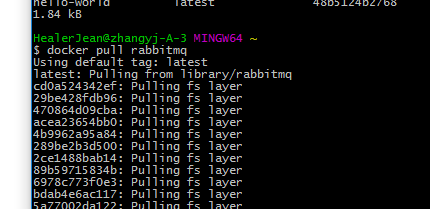 hello-world latest 48b5124b2768
1.84 kB
HealerJean@zhangyj-A-3 MINGW64 ~
$ docker pull rabbitmq
Using default tag: latest
latest: Pulling from library/rabbitmq
cd0a524342ef: Pulling fs layer
29be428fdb96: Pulling fs layer
470864d09cba: Pulling fs layer
acea23654bb0: Pulling fs layer
4b9962a95a84: Pulling fs layer
289be2b3d500: Pulling fs layer
2ce1488bab14: Pulling fs layer
89b59715834b: Pulling fs layer
6978c773f0e3: Pulling fs layer
bdab4e6ac117: Pulling fs layer
5a77002da122: Pulling fs layer